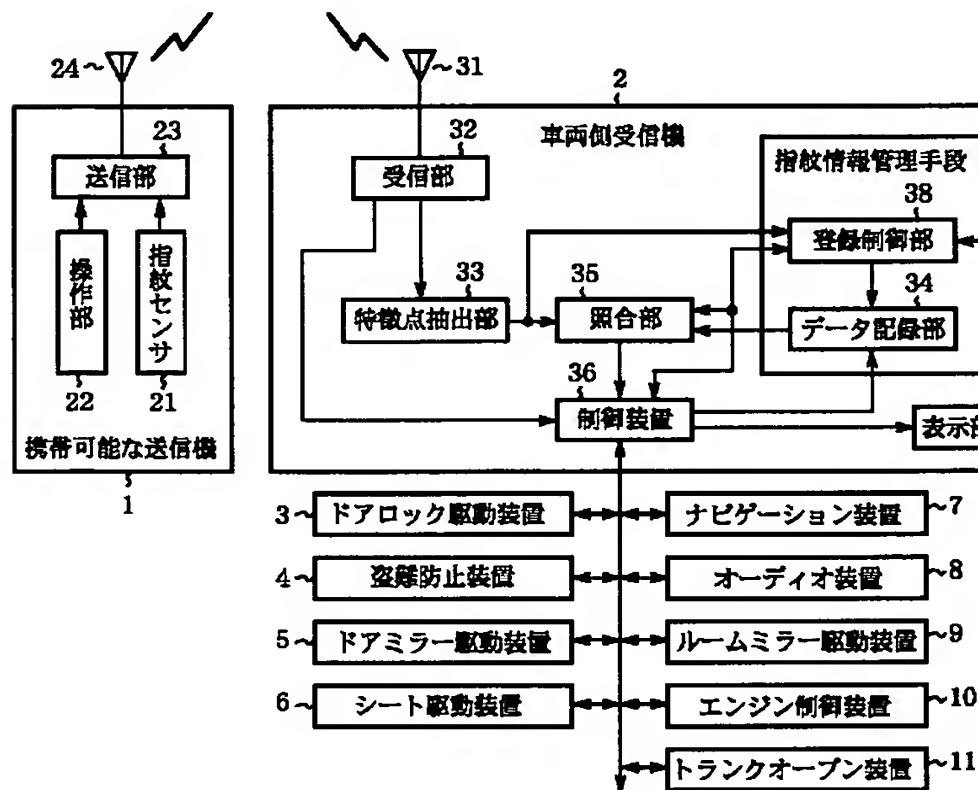 24
31
2
23
送信部
32
受信部
車両側受信機
指紋情報管理手段
38
登録制御部
操作部
指紋センサ
33
特徴点抽出部
35
照合部
34
データ記録部
22
21
36
制御装置
表示部
携帯可能な送信機
1
3
ドアロック駆動装置
ナビゲーション装置
7
4
盗難防止装置
オーディオ装置
8
5
ドアミラー駆動装置
ルームミラー駆動装置
9
6
シート駆動装置
エンジン制御装置
10
トランクオープン装置
11